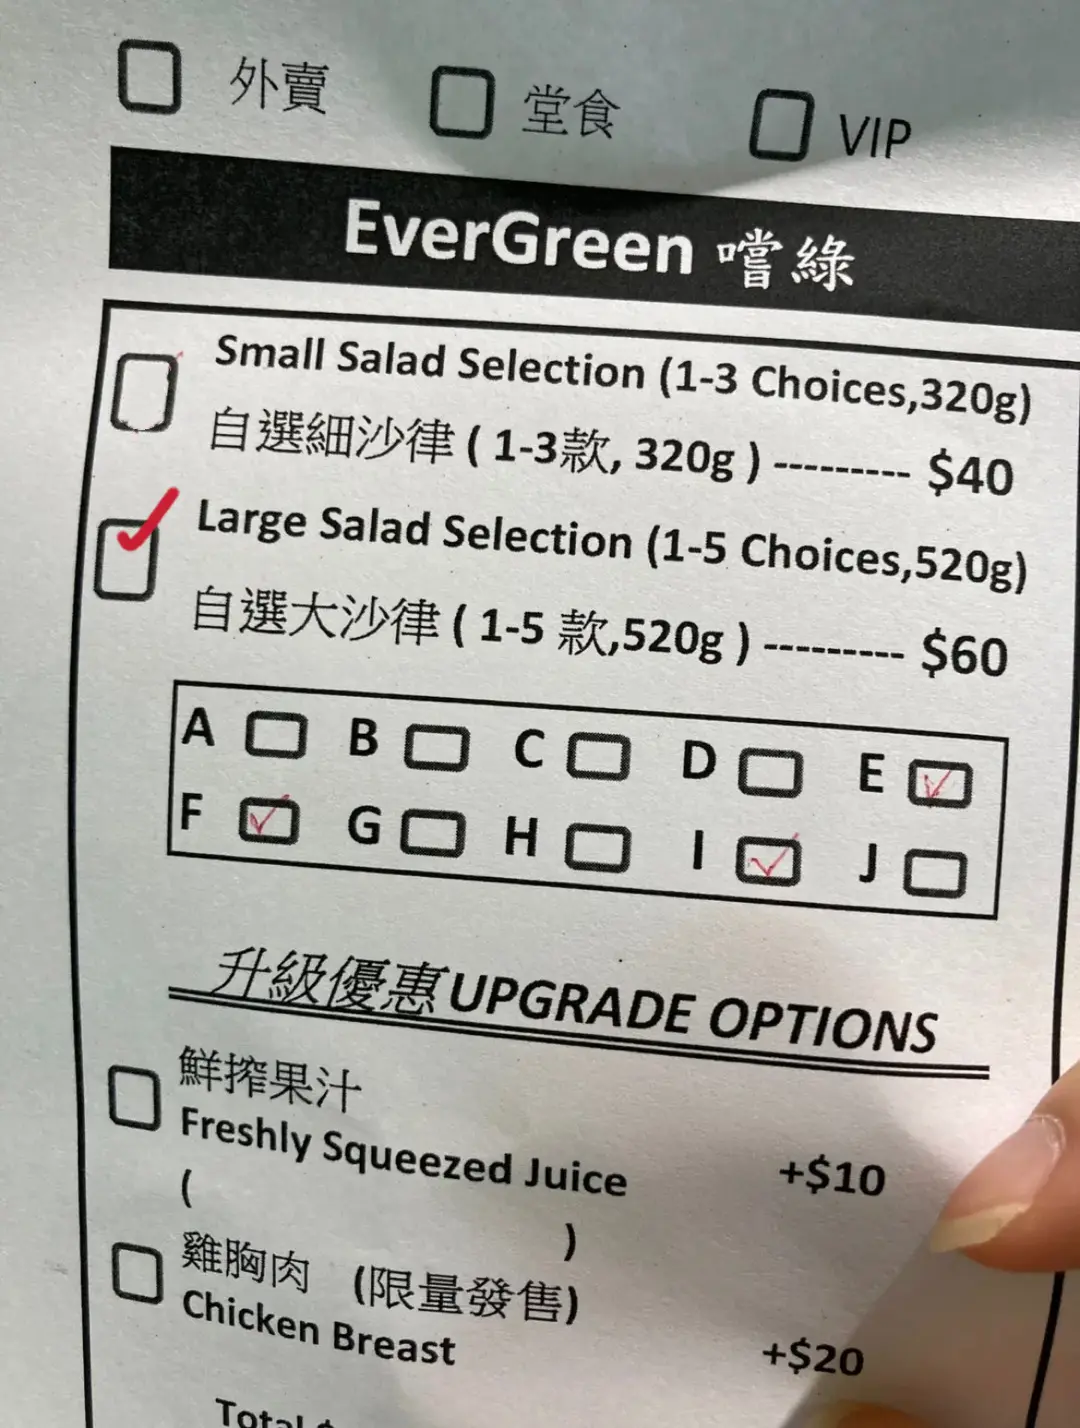 外賣 堂食 VIP
EverGreen 嚐綠
Small Salad Selection (1-3 Choices,320g)
自選細沙律 ( 1-3款, 320g ) --------- $40
Large Salad Selection (1-5 Choices,520g)
自選大沙律 ( 1-5 款,520g ) --------- $60
A B C D E
F G H I J
升級優惠 UPGRADE OPTIONS
鮮搾果汁
Freshly Squeezed Juice +$10
( )
雞胸肉 (限量發售)
Chicken Breast +$20
Total $